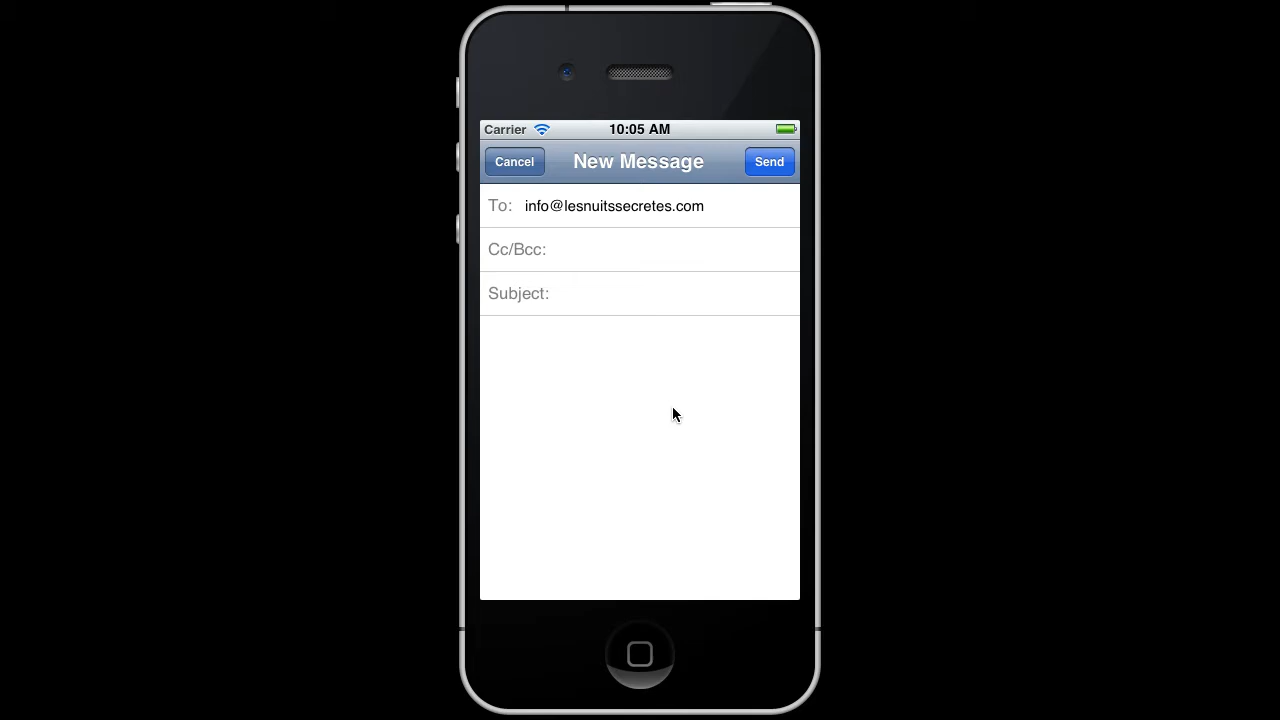 Carrier 10:05 AM
Cancel New Message Send
To: info@lesnuitssecretes.com
Cc/Bcc:
Subject: